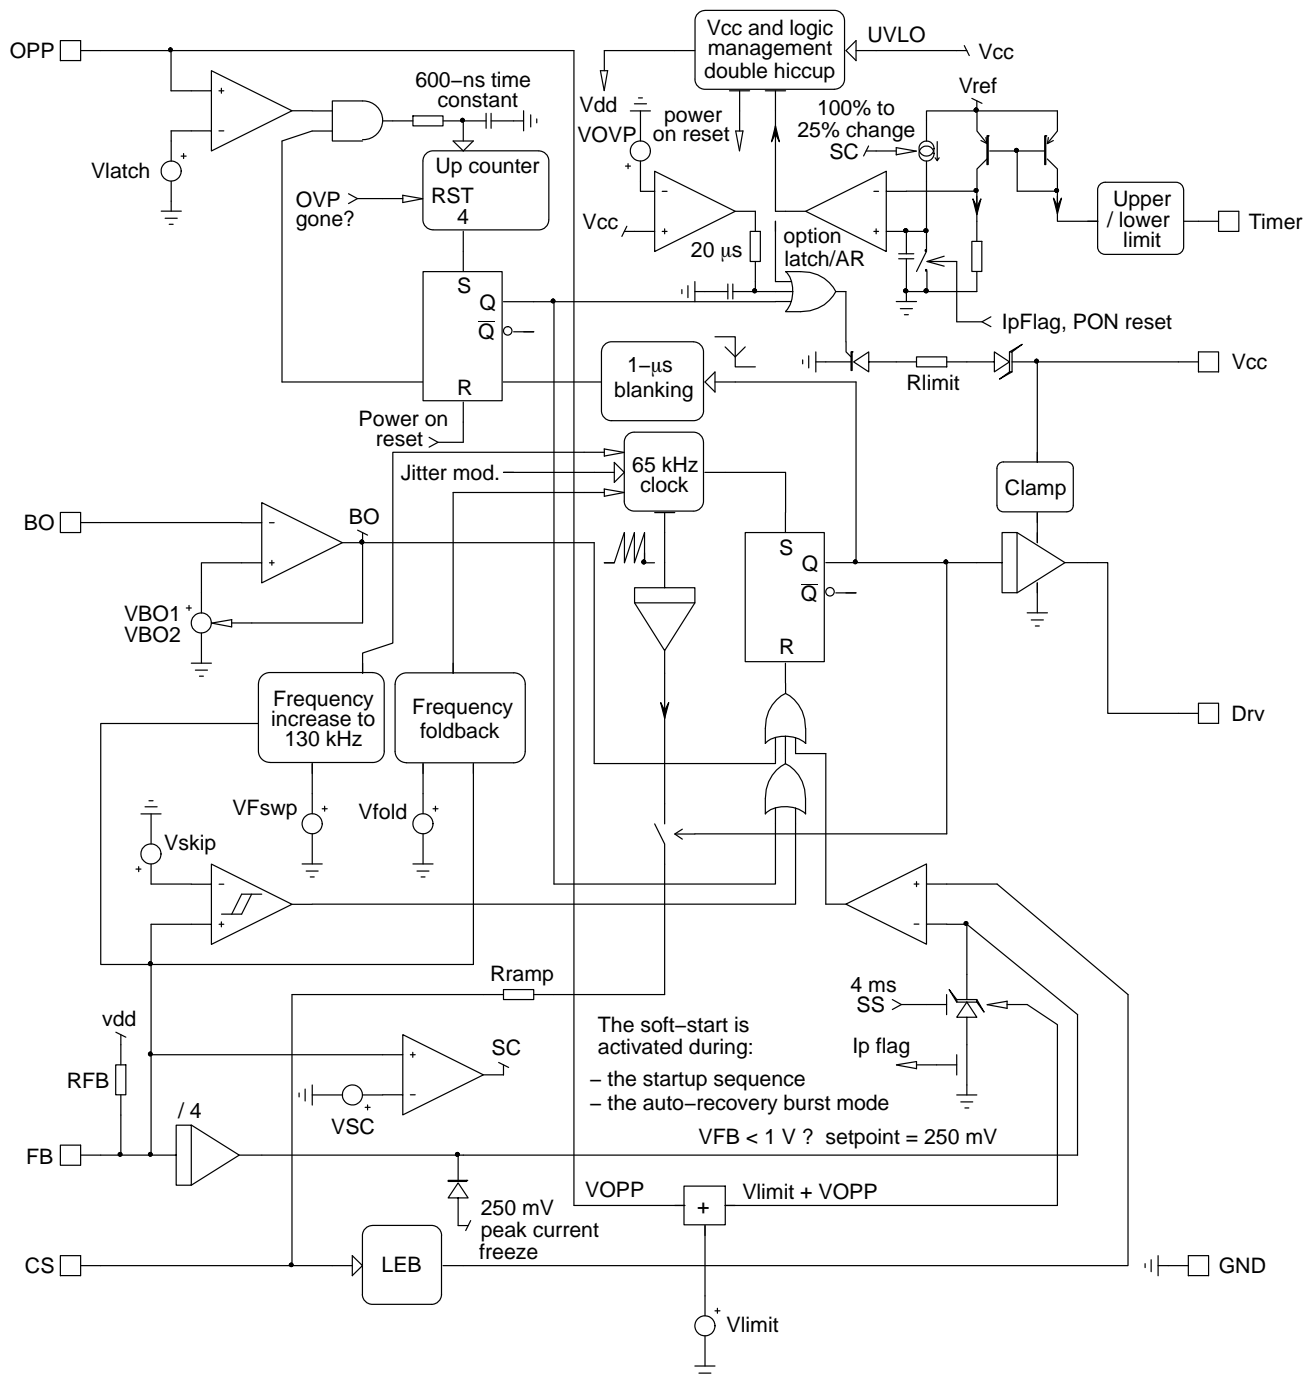 OPP
Vcc and logic
management
double hiccup
UVLO
Vcc
600−ns time
constant
Vdd
VOVP
power
on reset
100% to
25% change
SC
Vref
+
−
Vlatch
+
Up counter
RST
4
OVP
gone?
+
−
Vcc
+
20 μs
option
latch/AR
−
+
Upper
/ lower
limit
Timer
S
Q
Q
R
IpFlag, PON reset
1−μs
blanking
Rlimit
Vcc
Power on
reset
Jitter mod.
65 kHz
clock
Clamp
BO
BO
−
+
VBO1
VBO2
+
S
Q
Q
R
Frequency
increase to
130 kHz
Frequency
foldback
Drv
VFswp
+
Vfold
+
Vskip
+
−
+
+
−
Rramp
4 ms
SS
vdd
The soft−start is
activated during:
− the startup sequence
− the auto−recovery burst mode
Ip flag
RFB
SC
+
−
VSC
+
/ 4
VFB < 1 V ? setpoint = 250 mV
FB
VOPP
+
Vlimit + VOPP
250 mV
peak current
freeze
CS
LEB
GND
+
Vlimit